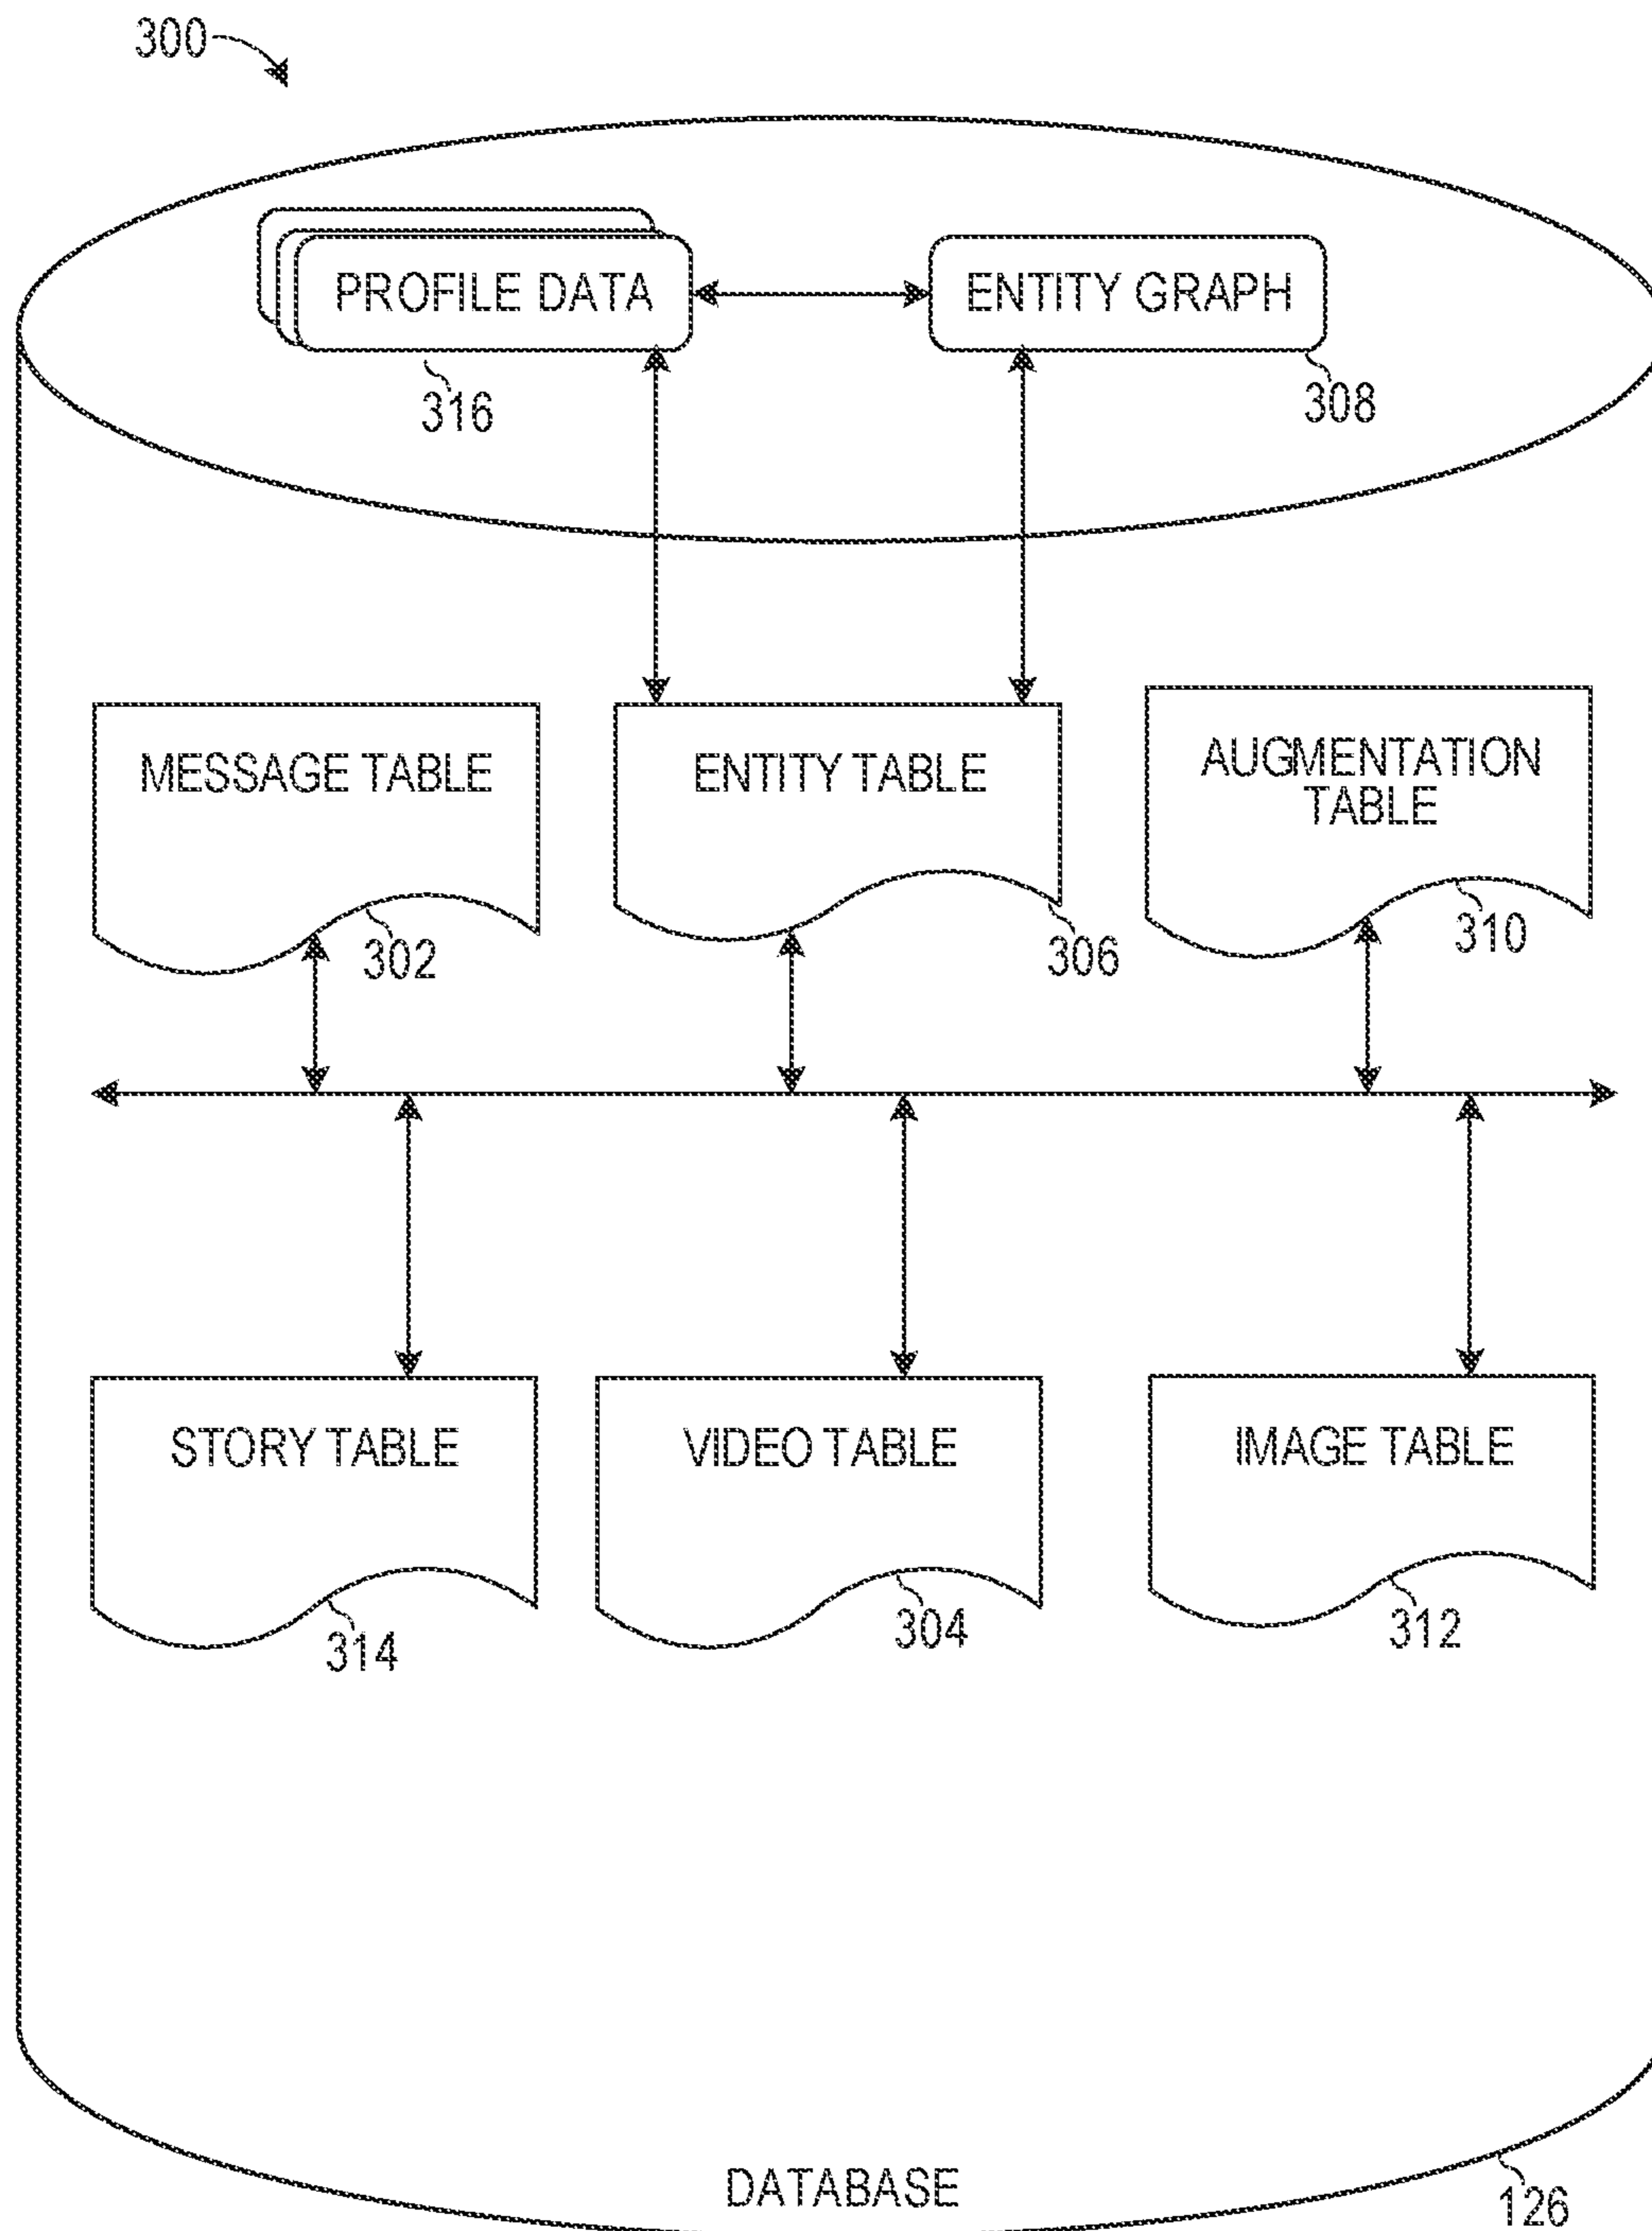 300
PROFILE DATA
ENTITY GRAPH
316
308
MESSAGE TABLE
ENTITY TABLE
AUGMENTATION
TABLE
302
306
310
STORY TABLE
VIDEO TABLE
IMAGE TABLE
314
304
312
DATABASE
126